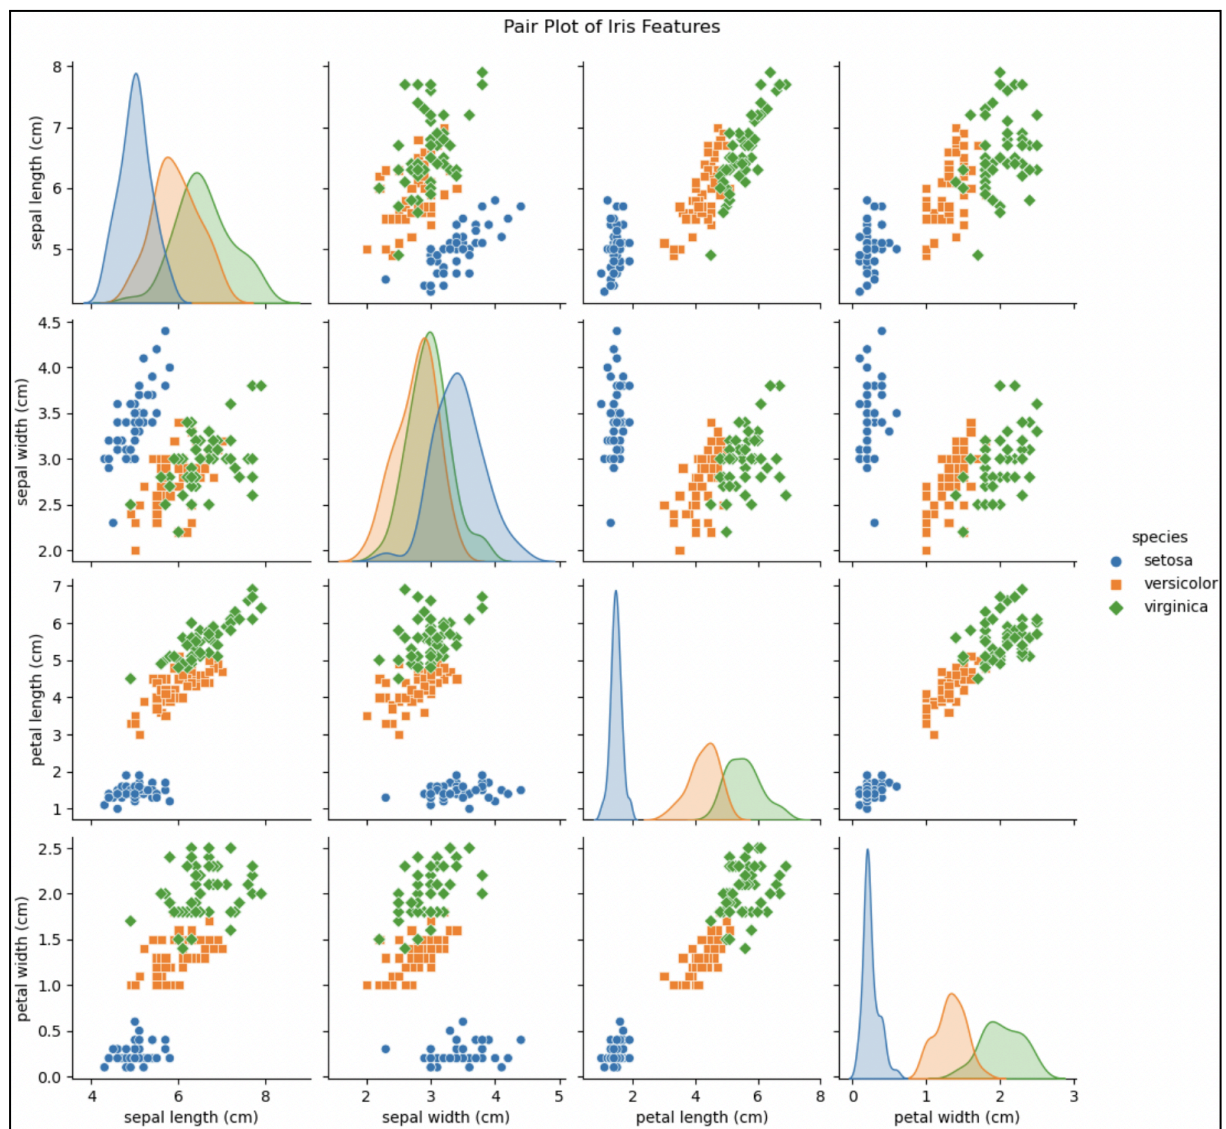 Pair Plot of Iris Features
8
7
6
5
sepal length (cm)
4.5
4.0
3.5
3.0
2.5
2.0
sepal width (cm)
species
setosa
versicolor
virginica
7
6
5
4
3
2
1
petal length (cm)
2.5
2.0
1.5
1.0
0.5
0.0
petal width (cm)
4 6 8 2 3 4 5 2 4 6 8 0 1 2 3
sepal length (cm) sepal width (cm) petal length (cm) petal width (cm)